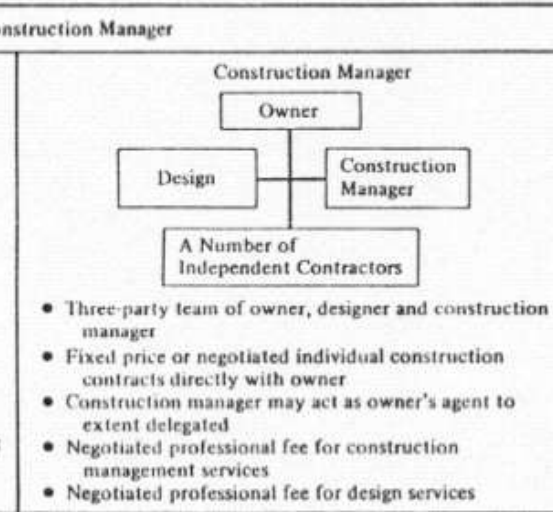 onstruction Manager
Construction Manager
Owner
Design
Construction
Manager
A Number of
Independent Contractors
• Three-party team of owner, designer and construction
manager
• Fixed price or negotiated individual construction
contracts directly with owner
• Construction manager may act as owner's agent to
extent delegated
• Negotiated professional fee for construction
management services
• Negotiated professional fee for design services